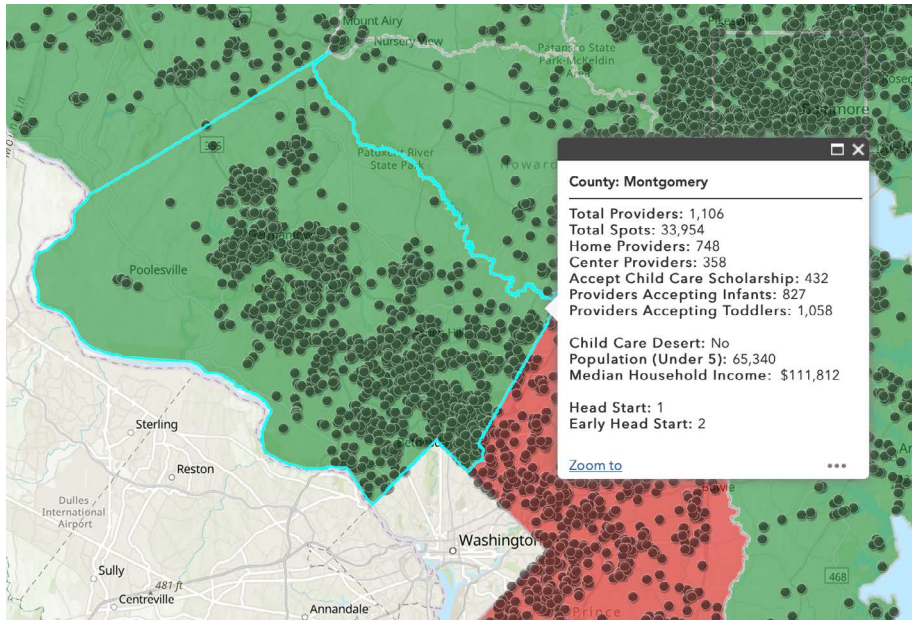 Mount Airy
Nursery View
Patapsco State
Park-McKeldin
Howard
Patuxent River
State Park
Poolesville
County: Montgomery
Total Providers: 1,106
Total Spots: 33,954
Home Providers: 748
Center Providers: 358
Accept Child Care Scholarship: 432
Providers Accepting Infants: 827
Providers Accepting Toddlers: 1,058
Child Care Desert: No
Population (Under 5): 65,340
Median Household Income: $111,812
Head Start: 1
Early Head Start: 2
Zoom to
Sterling
Reston
Dulles
International
Airport
Bowie
Washington
Sully
481 ft
468
Centreville
Annandale
Prince